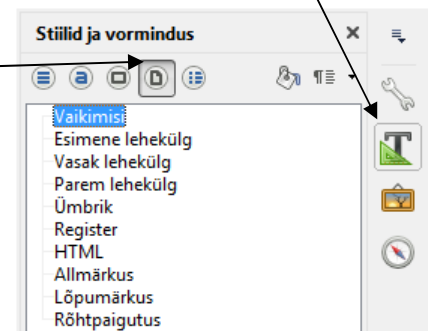 Stiilid ja vormindus
Vaikimisi
Esimene lehekülg
Vasak lehekülg
Parem lehekülg
Ümbrik
Register
HTML
Allmärkus
Lõpumärkus
Rõhtpaigutus